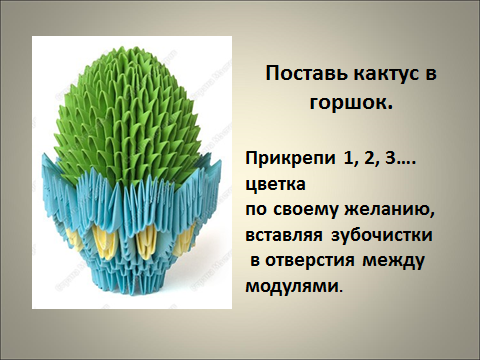 Поставь кактус в
горшок.
Прикрепи 1, 2, 3….
цветка
по своему желанию,
вставляя зубочистки
в отверстия между
модулями.